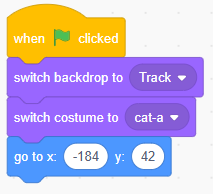 when clicked
switch backdrop to Track
switch costume to cat-a
go to x: -184 y: 42